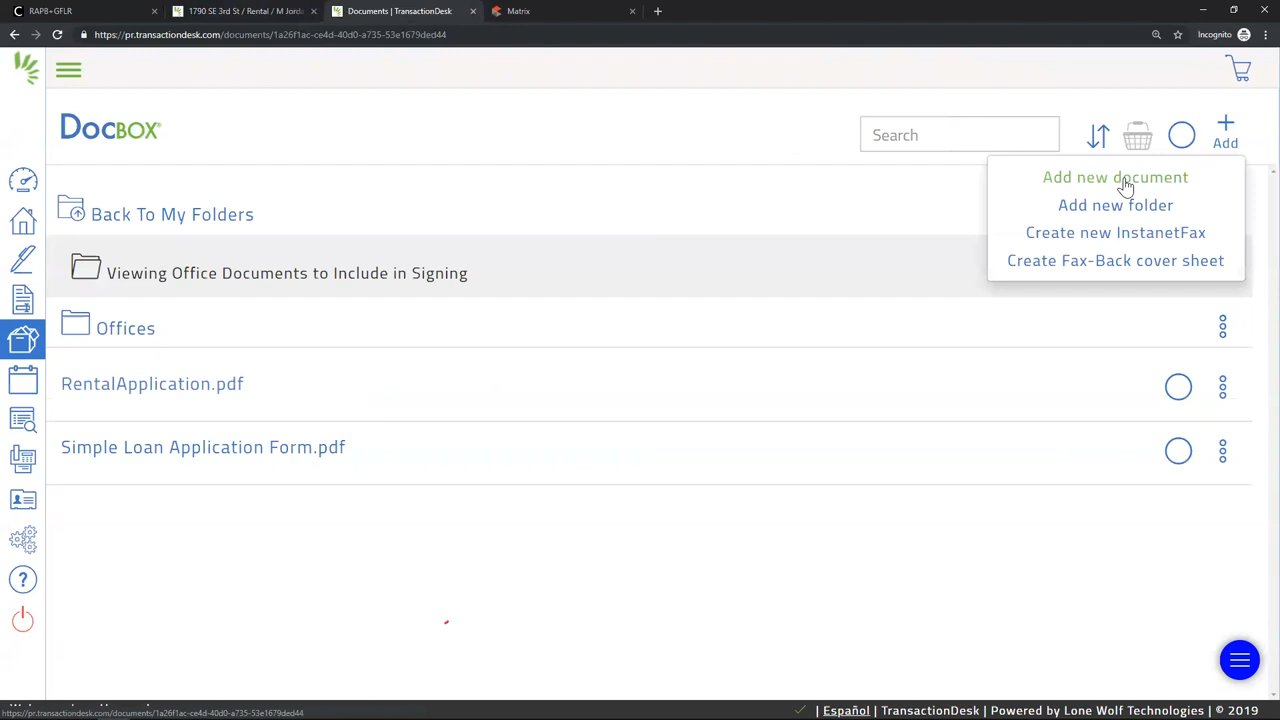 RAPB+GFLR
1790 SE 3rd St / Rental / M Jorda
Documents | TransactionDesk
Matrix
https://pr.transactiondesk.com/documents/1a26f1ac-ce4d-40d0-a735-53e1679ded44
Incognito
DocBOX®
Search
Add
Add new document
Add new folder
Create new InstanetFax
Create Fax-Back cover sheet
Back To My Folders
Viewing Office Documents to Include in Signing
Offices
RentalApplication.pdf
Simple Loan Application Form.pdf
https://pr.transactiondesk.com/documents/1a26f1ac-ce4d-40d0-a735-53e1679ded44
| Español | TransactionDesk | Powered by Lone Wolf Technologies | © 2019